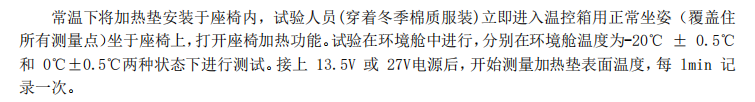 常温下将加热垫安装于座椅内，试验人员(穿着冬季棉质服装)立即进入温控箱用正常坐姿（覆盖住
所有测量点)坐于座椅上，打开座椅加热功能。试验在环境舱中进行，分别在环境舱温度为-20℃ ± 0.5℃
和 0℃±0.5℃两种状态下进行测试。接上 13.5V 或 27V电源后，开始测量加热垫表面温度，每 1min 记
录一次。